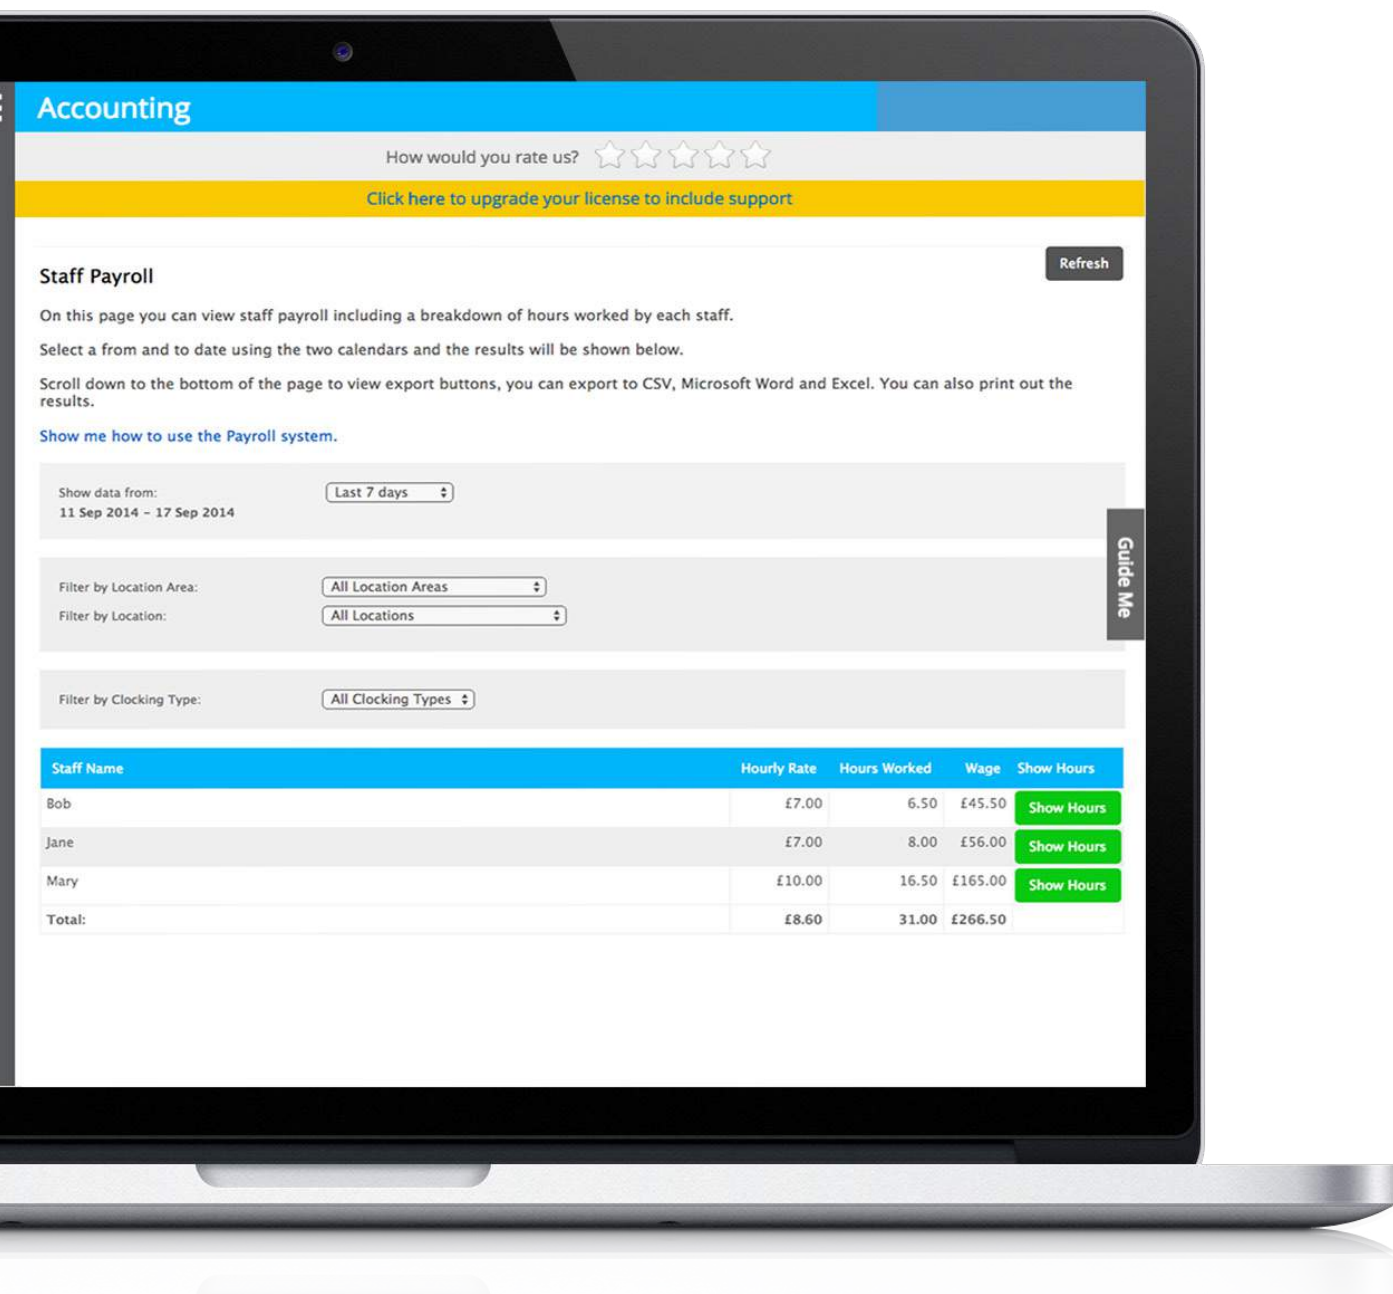 Accounting
How would you rate us?
Click here to upgrade your license to include support
Refresh
Staff Payroll
On this page you can view staff payroll including a breakdown of hours worked by each staff.
Select a from and to date using the two calendars and the results will be shown below.
Scroll down to the bottom of the page to view export buttons, you can export to CSV, Microsoft Word and Excel. You can also print out the
results.
Show me how to use the Payroll system.
Show data from: Last 7 days
11 Sep 2014 – 17 Sep 2014
Guide Me
Filter by Location Area: All Location Areas
Filter by Location: All Locations
Filter by Clocking Type: All Clocking Types
Staff Name Hourly Rate Hours Worked Wage Show Hours
Bob £7.00 6.50 £45.50 Show Hours
Jane £7.00 8.00 £56.00 Show Hours
Mary £10.00 16.50 £165.00 Show Hours
Total: £8.60 31.00 £266.50